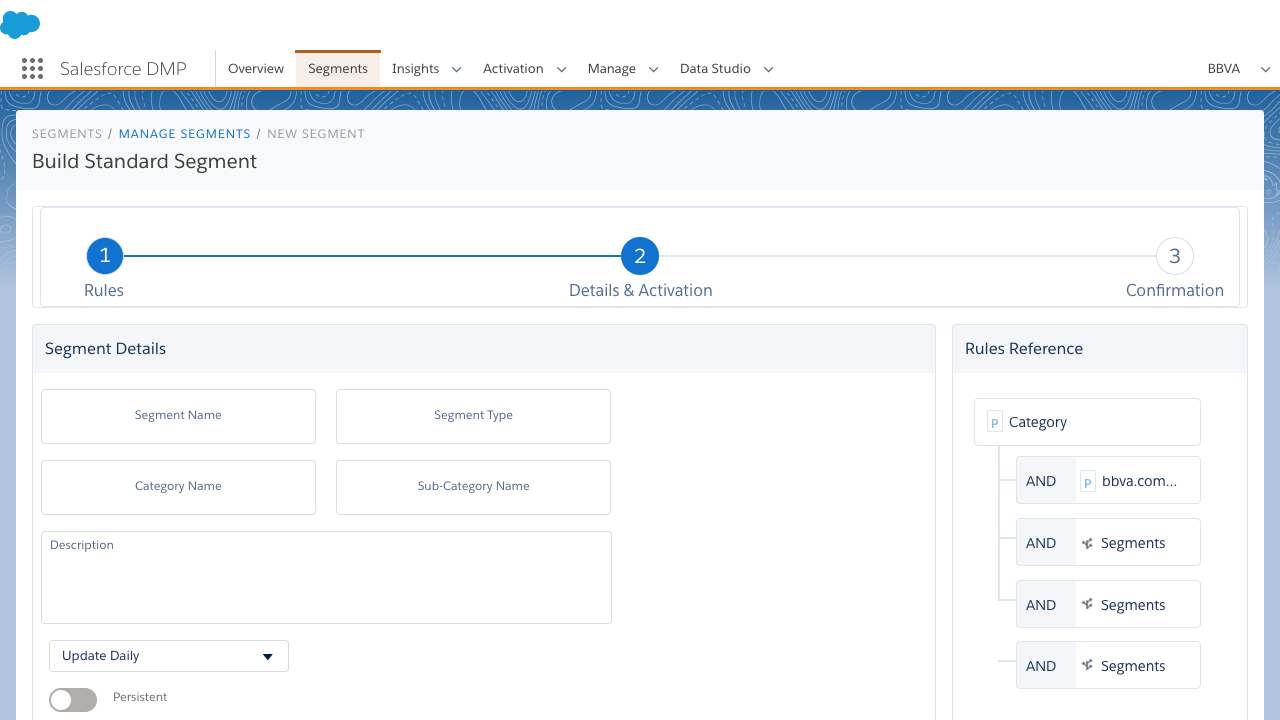 Salesforce DMP
Overview
Segments
Insights
Activation
Manage
Data Studio
BBVA
SEGMENTS / MANAGE SEGMENTS / NEW SEGMENT
Build Standard Segment
1
2
3
Rules
Details & Activation
Confirmation
Segment Details
Segment Name
Segment Type
Category Name
Sub-Category Name
Description
Update Daily
Persistent
Rules Reference
P Category
AND P bbva.com...
AND Segments
AND Segments
AND Segments